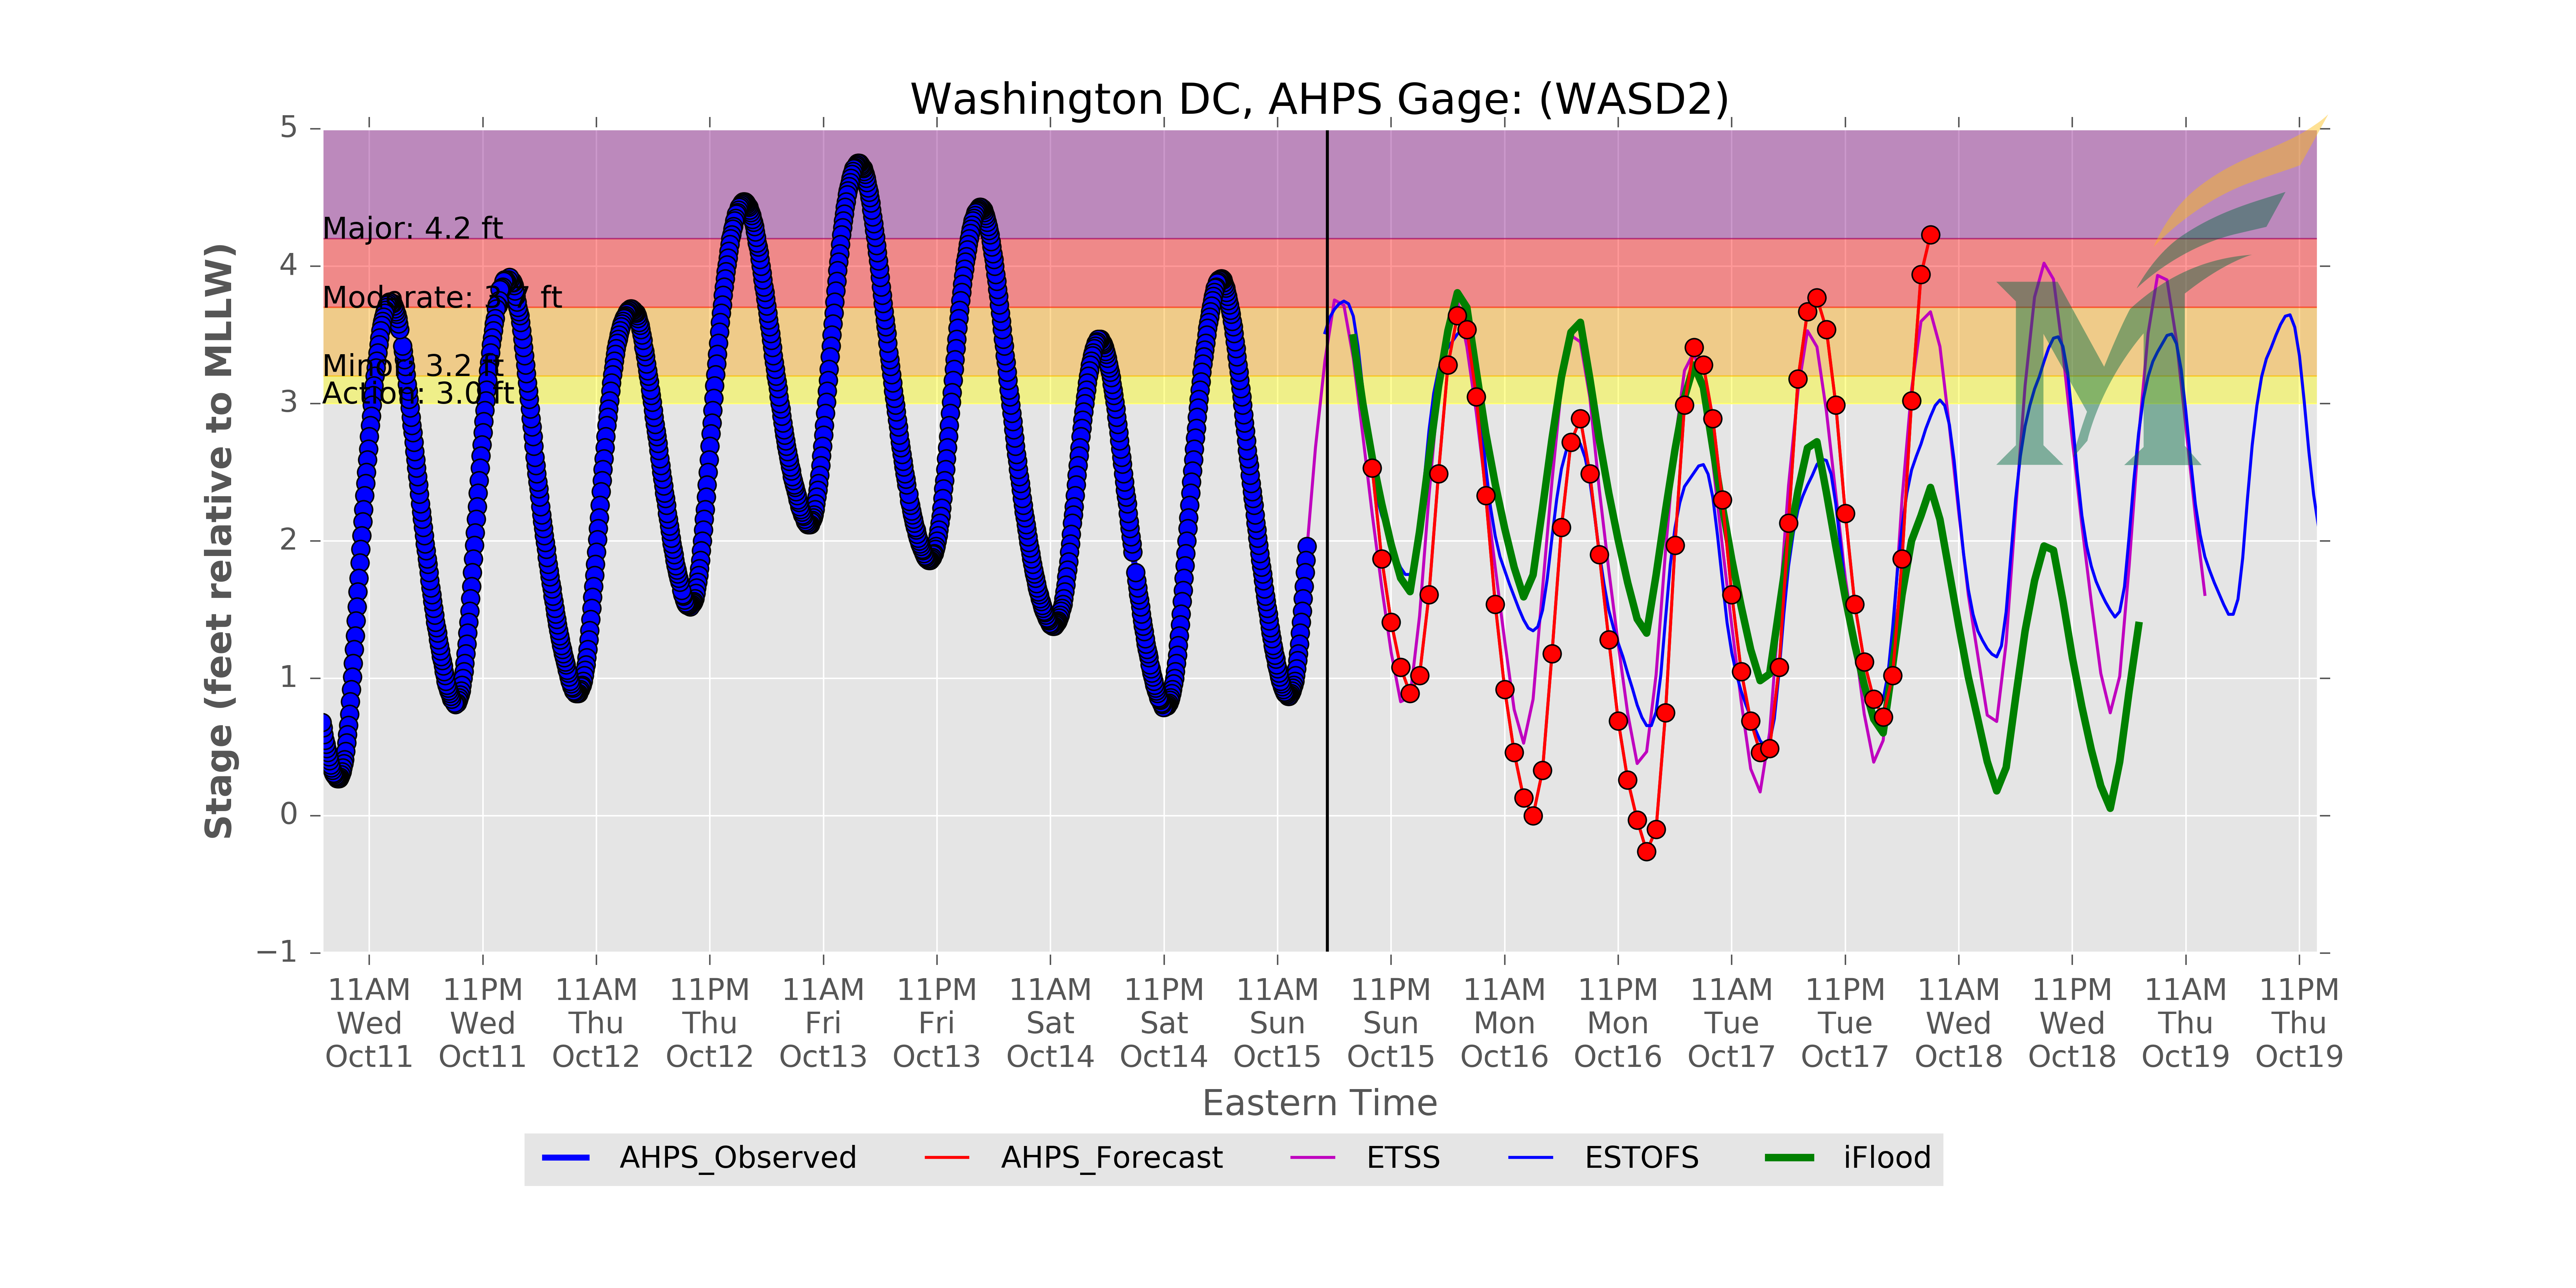 Washington DC, AHPS Gage: (WASD2)
Stage (feet relative to MLLW)
5
4
3
2
1
0
−1
Major: 4.2 ft
Moderate: 3.7 ft
Minor: 3.2 ft
Action: 3.0 ft
11AM 11PM 11AM 11PM 11AM 11PM 11AM 11PM 11AM 11PM 11AM 11PM 11AM 11PM 11AM 11PM 11AM 11PM
Wed Wed Thu Thu Fri Fri Sat Sat Sun Sun Mon Mon Tue Tue Wed Wed Thu Thu
Oct11 Oct11 Oct12 Oct12 Oct13 Oct13 Oct14 Oct14 Oct15 Oct15 Oct16 Oct16 Oct17 Oct17 Oct18 Oct18 Oct19 Oct19
Eastern Time
AHPS_Observed AHPS_Forecast ETSS ESTOFS iFlood